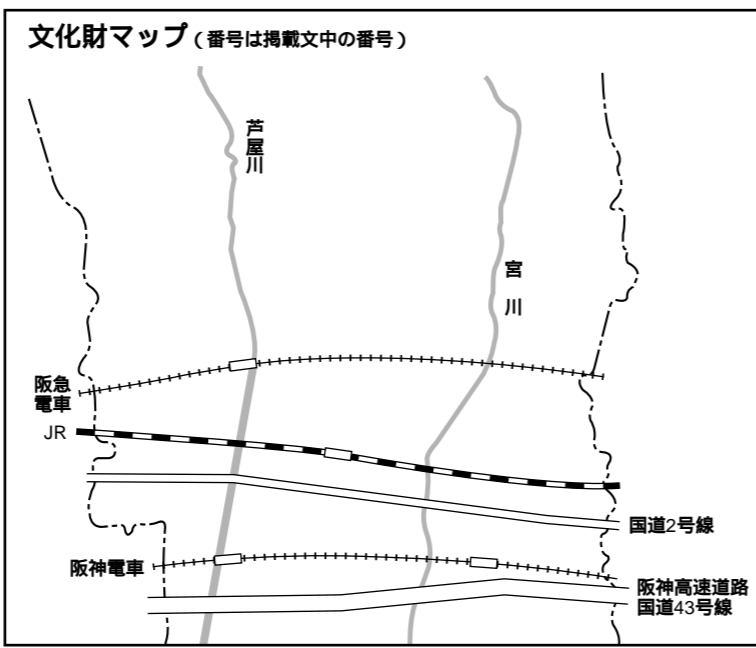 文化財マップ（番号は掲載文中の番号）
芦屋川
宮川
阪急
電車
JR
国道2号線
阪神電車
阪神高速道路
国道43号線